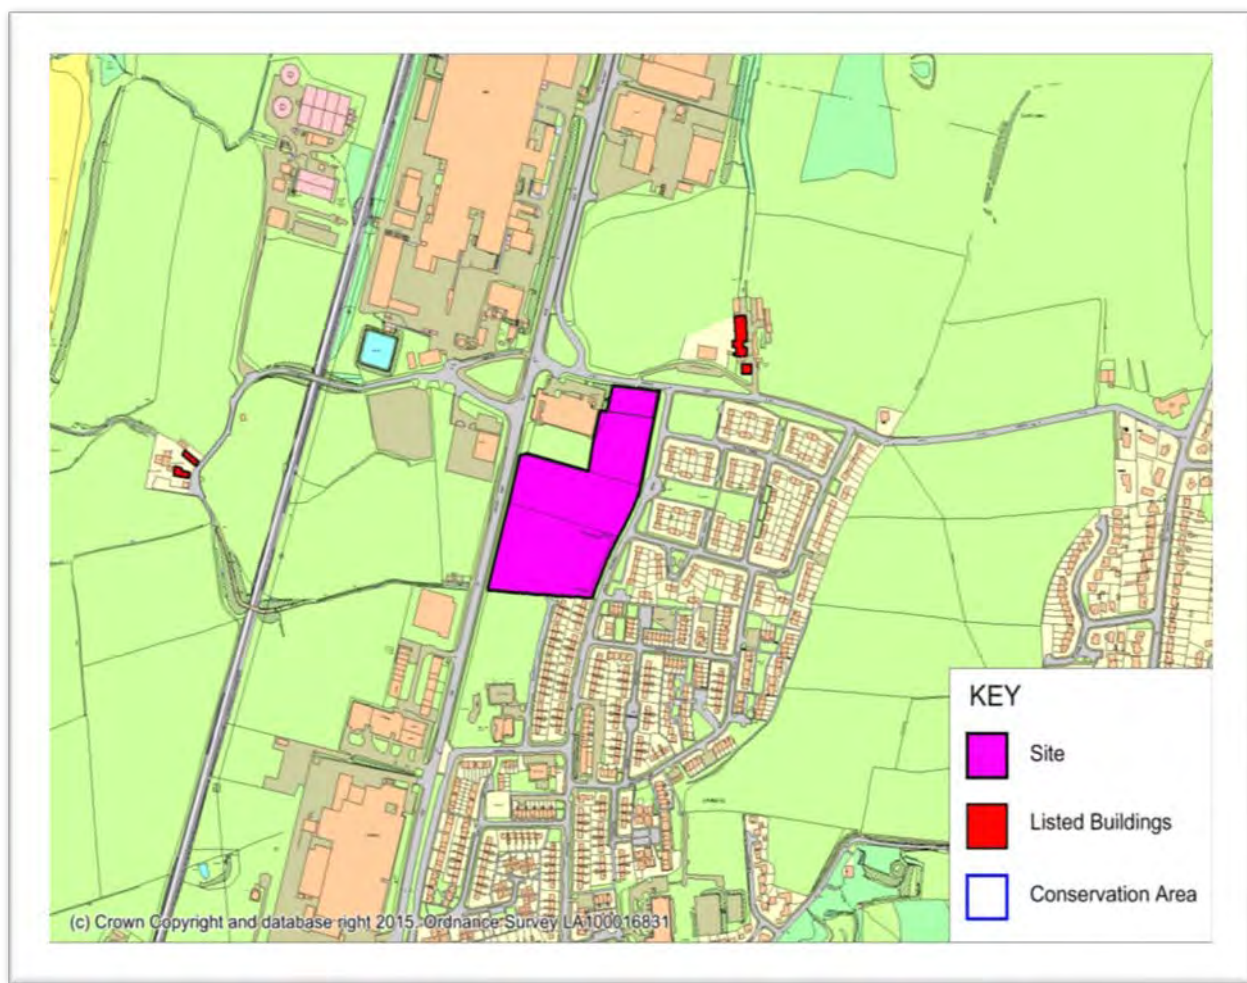 KEY
Site
Listed Buildings
Conservation Area
(c) Crown Copyright and database right 2015. Ordnance Survey LA100016831